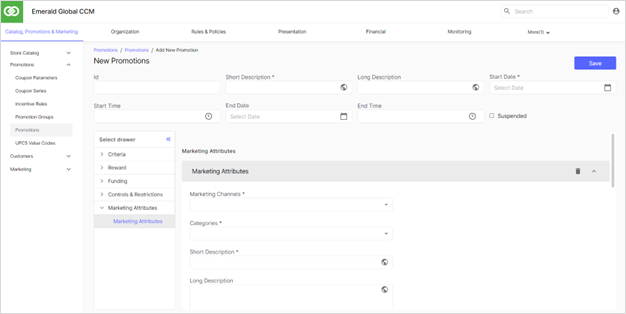 Emerald Global CCM
Search
Catalog, Promotions & Marketing
Organization
Rules & Policies
Presentation
Financial
Monitoring
More(1)
Store Catalog
Promotions
Coupon Parameters
Coupon Series
Incentive Rules
Promotion Groups
Promotions
UPC5 Value Codes
Customers
Marketing
Promotions / Promotions / Add New Promotion
New Promotions
Save
Id
Short Description *
Long Description
Start Date *
Select Date
Start Time
End Date
Select Date
End Time
Suspended
Select drawer
Criteria
Reward
Funding
Controls & Restrictions
Marketing Attributes
Marketing Attributes
Marketing Attributes
Marketing Attributes
Marketing Channels *
Categories *
Short Description *
Long Description